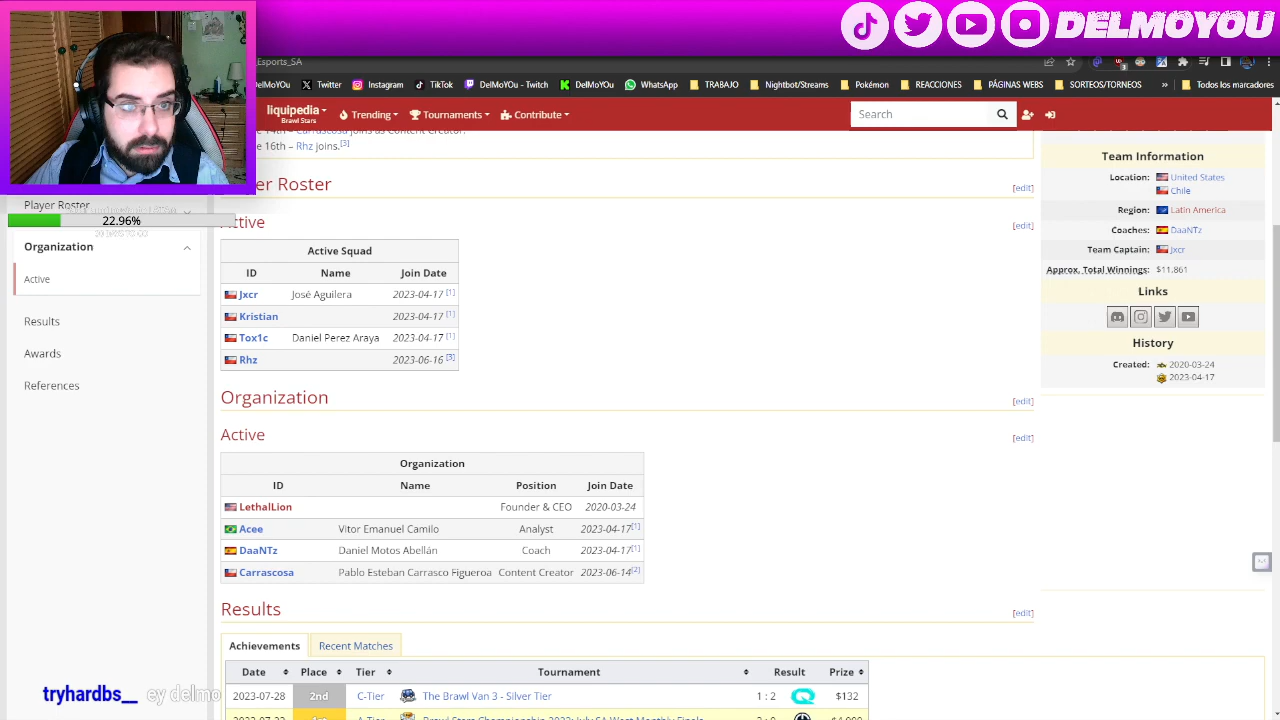 DELMOYOU
Esports_SA
Twitter
Instagram
TikTok
DelMoYOU - Twitch
DeLMoYOU
WhatsApp
TRABAJO
Nightbot/Streams
Pokémon
REACCIONES
PÁGINAS WEB
SORTEOS/TORNEOS
»
Todos los marcadores
liquipedia
Brawl Stars
Trending
Tournaments
Contribute
Search
Carrascosa joins as Content Creator.
e 16th – Rhz joins.[3]
er Roster [edit]
Player Roster
22.96%
Organization
Active
Results
Awards
References
Active [edit]
Active Squad
ID Name Join Date
Jxcr José Aguilera 2023-04-17 [1]
Kristian 2023-04-17 [1]
Tox1c Daniel Perez Araya 2023-04-17 [1]
Rhz 2023-06-16 [3]
Organization [edit]
Active [edit]
Organization
ID Name Position Join Date
LethalLion Founder & CEO 2020-03-24
Acee Vitor Emanuel Camilo Analyst 2023-04-17[1]
DaaNTz Daniel Motos Abellán Coach 2023-04-17[1]
Carrascosa Pablo Esteban Carrasco Figueroa Content Creator 2023-06-14[2]
Results [edit]
Achievements Recent Matches
Date Place Tier Tournament Result Prize
2023-07-28 2nd C-Tier The Brawl Van 3 - Silver Tier 1 : 2 $132
Team Information
Location: United States
Chile
Region: Latin America
Coaches: DaaNTz
Team Captain: Jxcr
Approx. Total Winnings: $11,861
Links
History
Created: 2020-03-24
2023-04-17
tryhardbs__ ey delmo